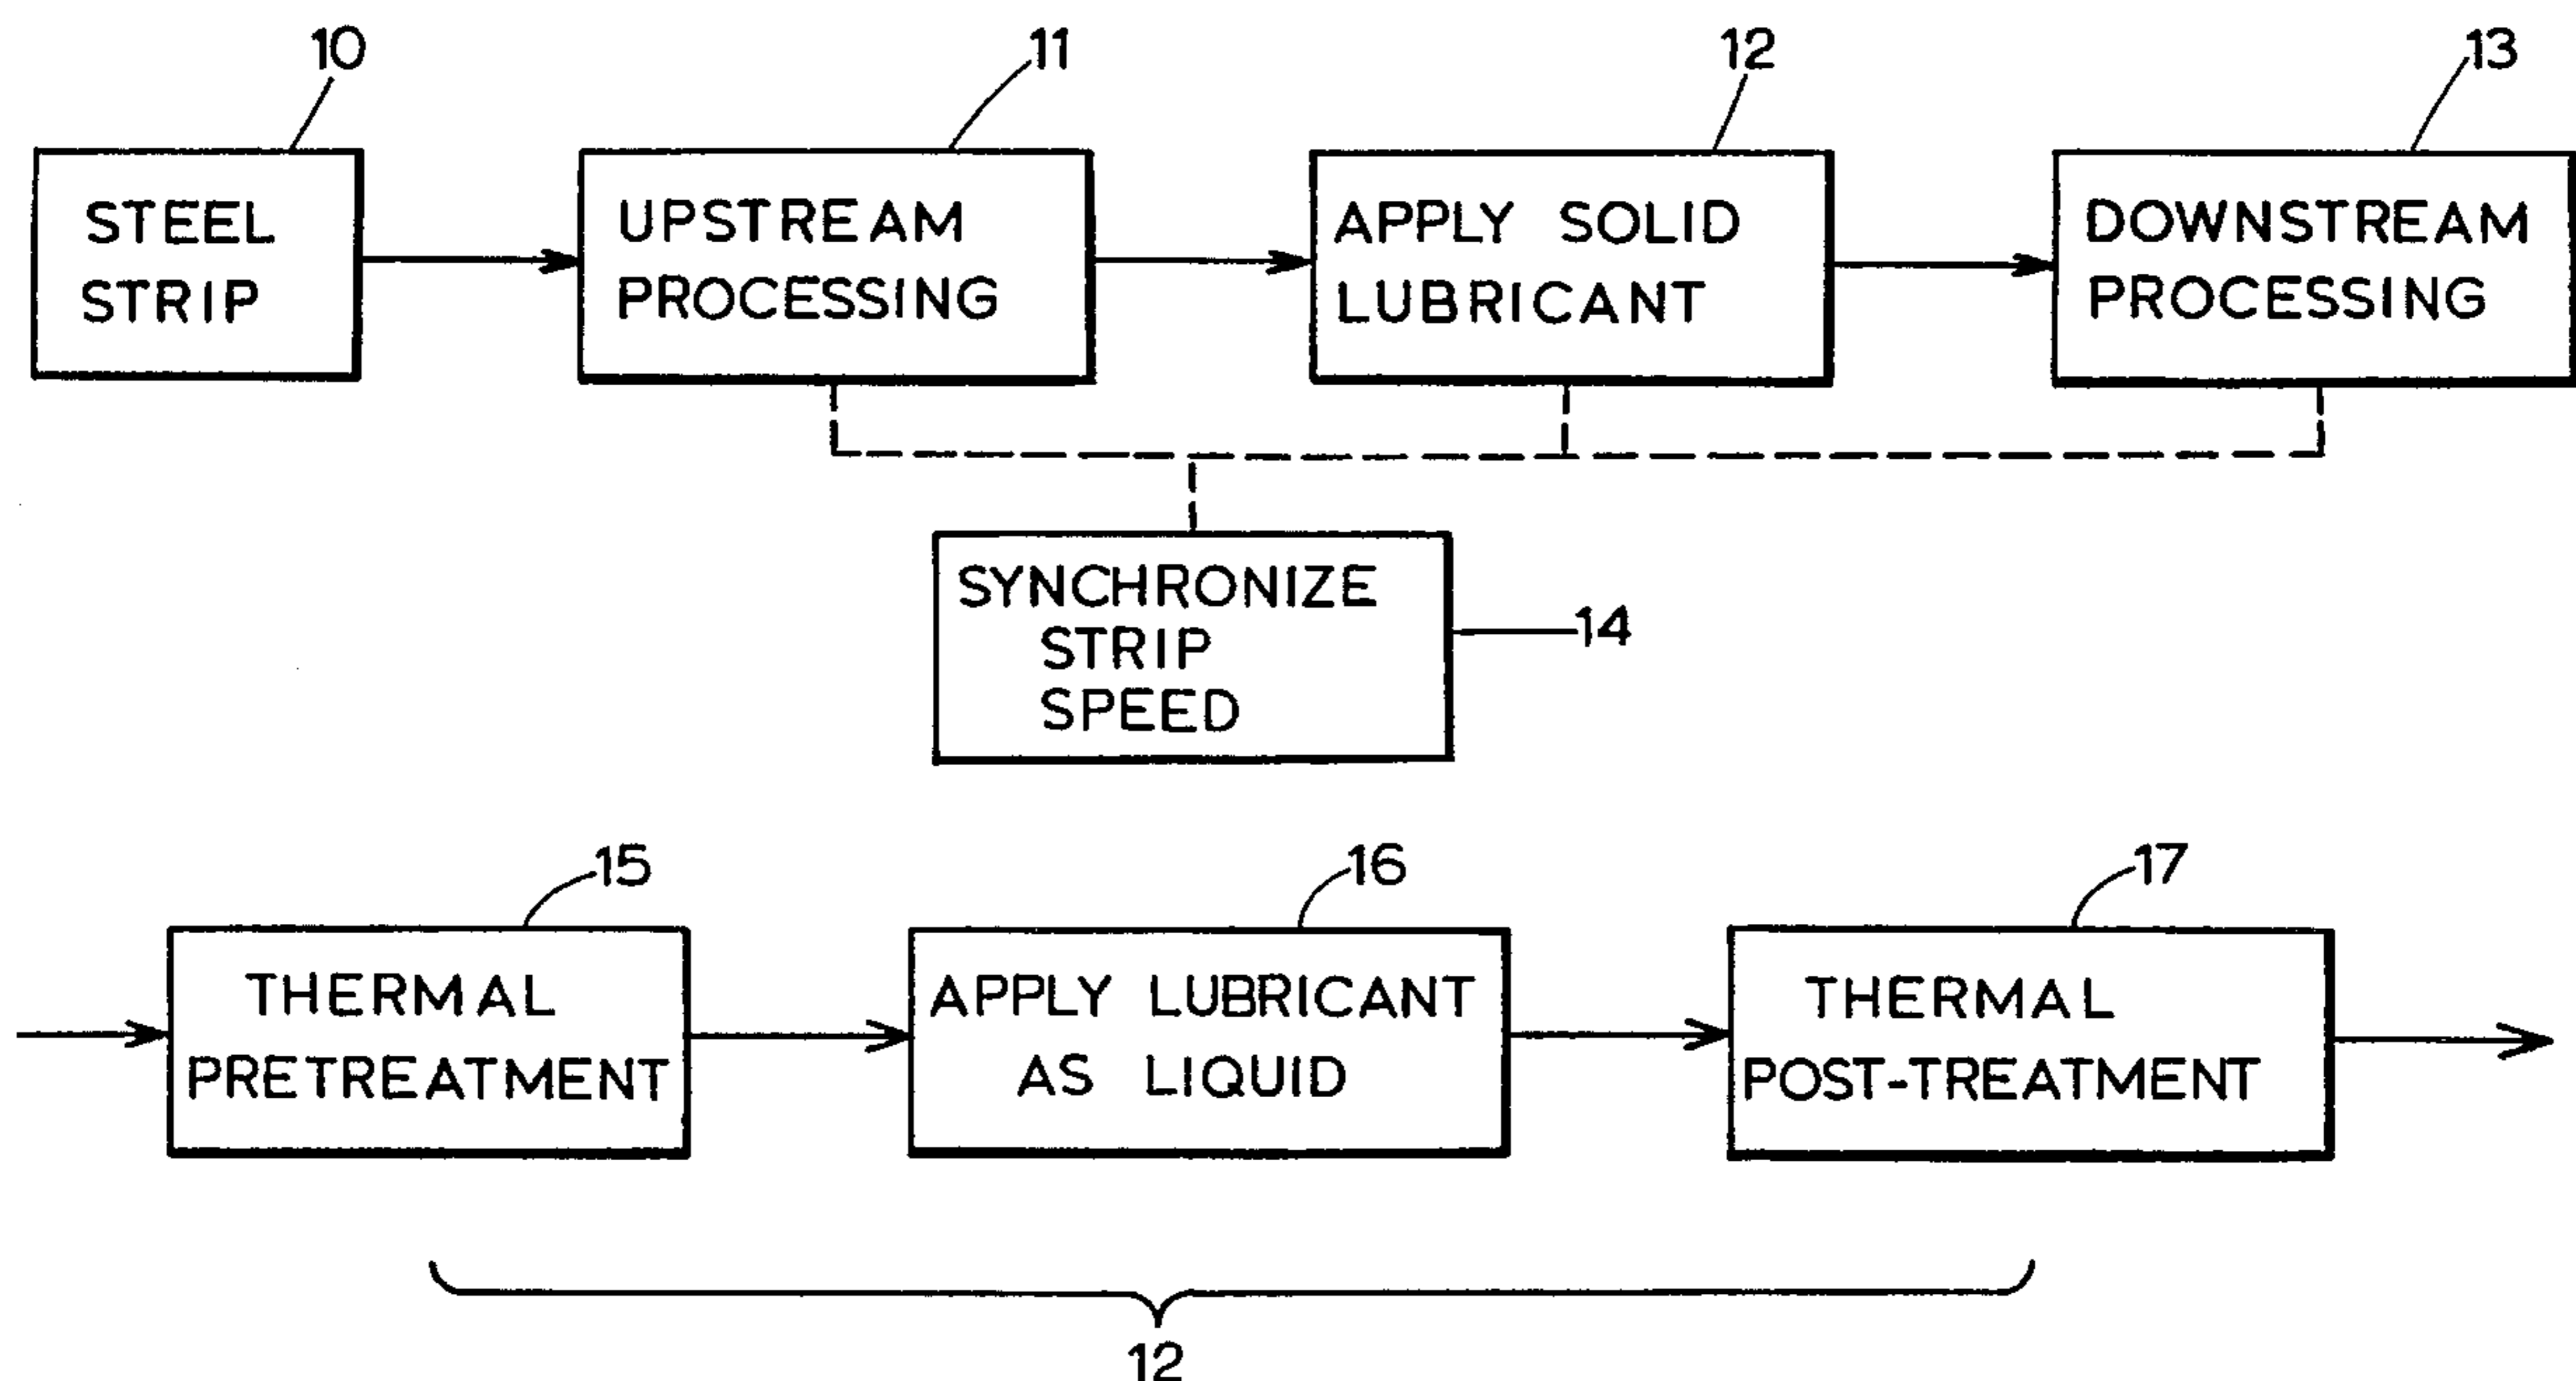 10
11
12
13
STEEL
STRIP
UPSTREAM
PROCESSING
APPLY SOLID
LUBRICANT
DOWNSTREAM
PROCESSING
SYNCHRONIZE
STRIP
SPEED
14
15
16
17
THERMAL
PRETREATMENT
APPLY LUBRICANT
AS LIQUID
THERMAL
POST-TREATMENT
12